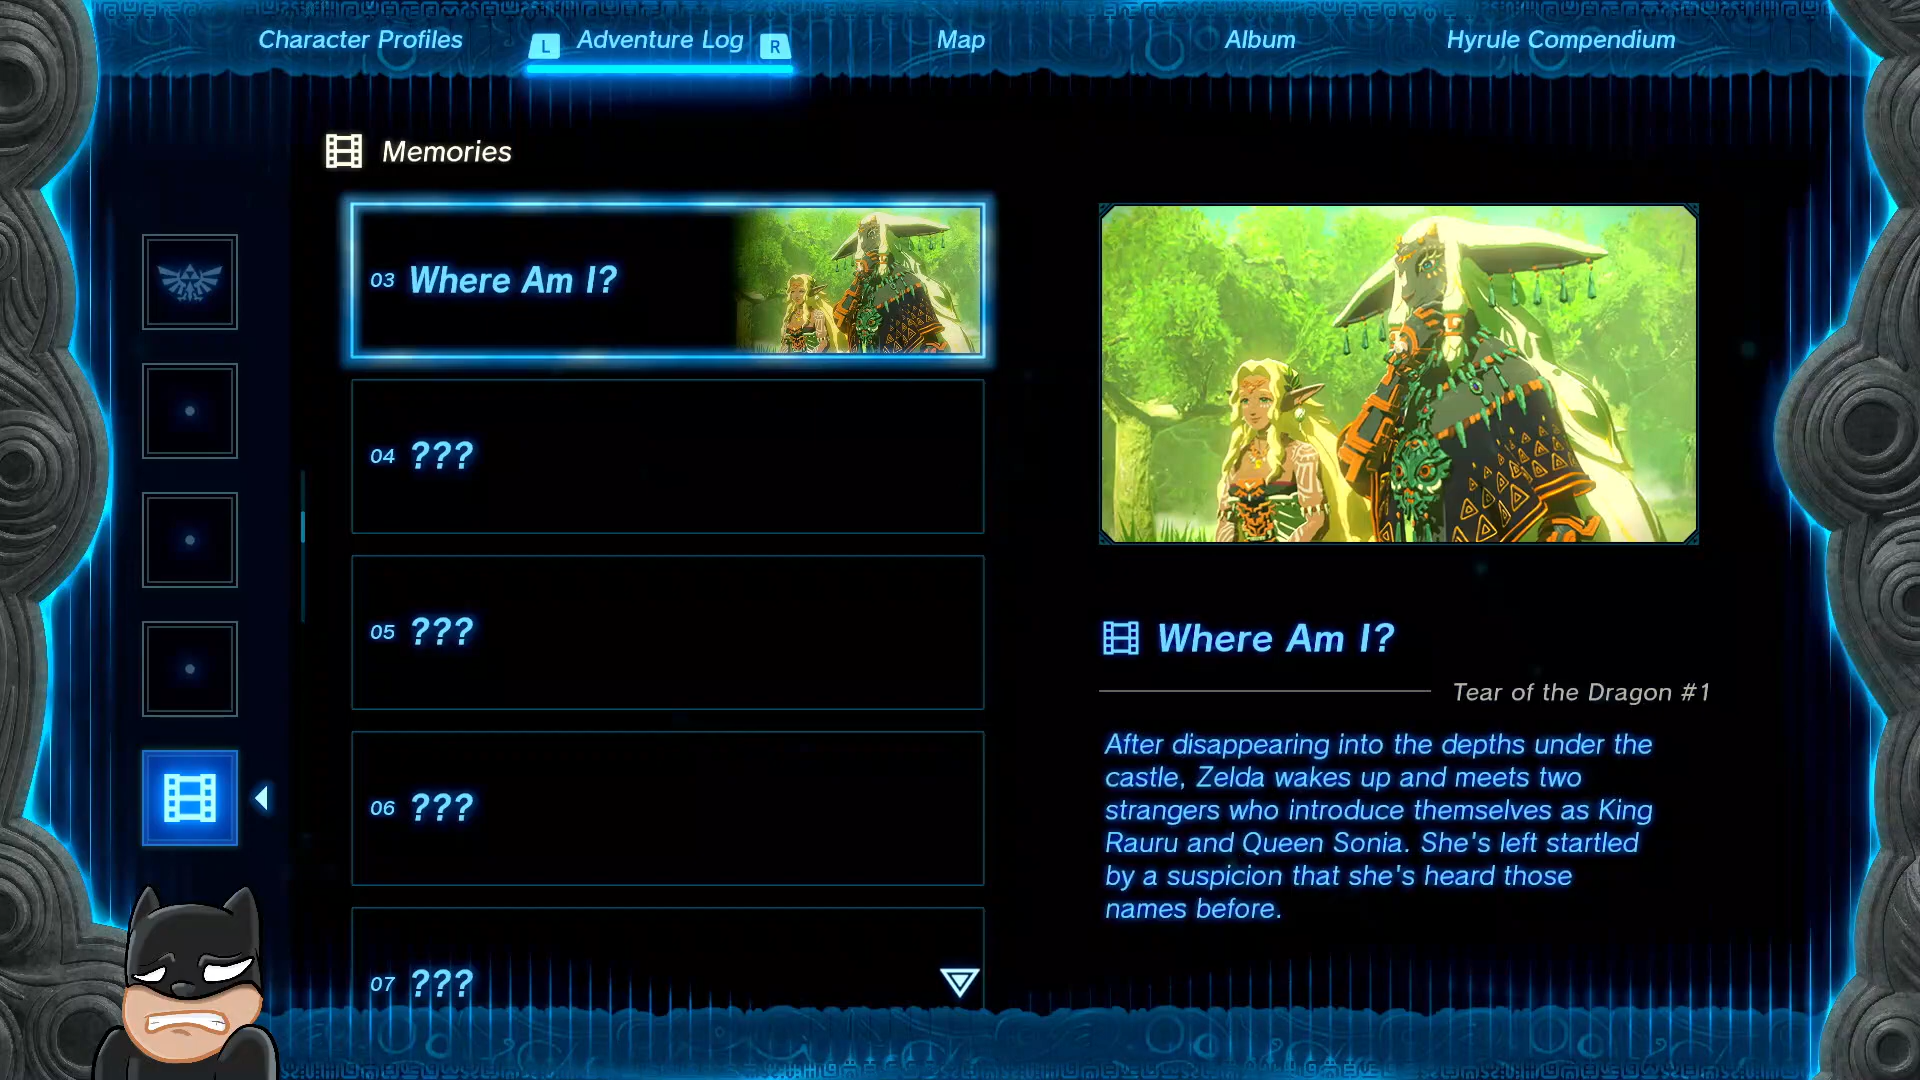 Character Profiles
L Adventure Log R
Map
Album
Hyrule Compendium
Memories
03 Where Am I?
04 ???
05 ???
06 ???
07 ???
Where Am I?
Tear of the Dragon #1
After disappearing into the depths under the
castle, Zelda wakes up and meets two
strangers who introduce themselves as King
Rauru and Queen Sonia. She's left startled
by a suspicion that she's heard those
names before.